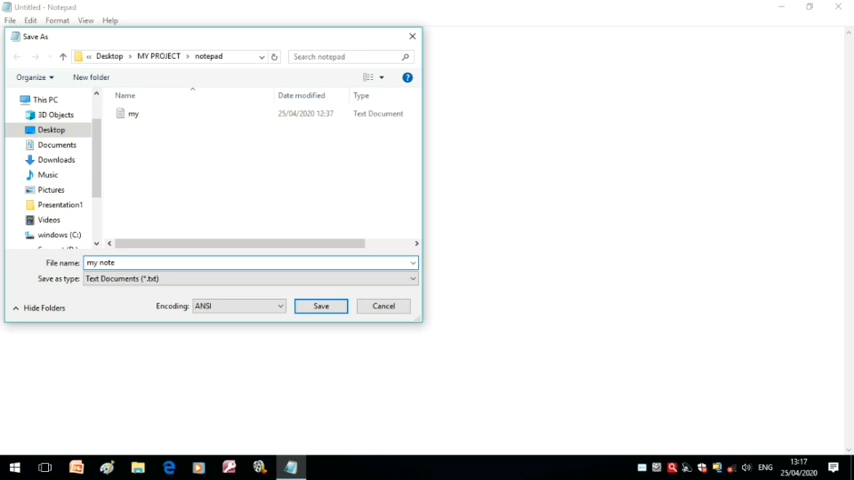 Untitled - Notepad
File Edit Format View Help
Save As
« Desktop › MY PROJECT › notepad
Search notepad
Organize
New folder
Name Date modified Type
This PC
3D Objects
Desktop
Documents
Downloads
Music
Pictures
Presentation1
Videos
windows (C:)
my 25/04/2020 12:37 Text Document
File name: my note
Save as type: Text Documents (*.txt)
Hide Folders
Encoding: ANSI
Save
Cancel
ENG
13:17
25/04/2020